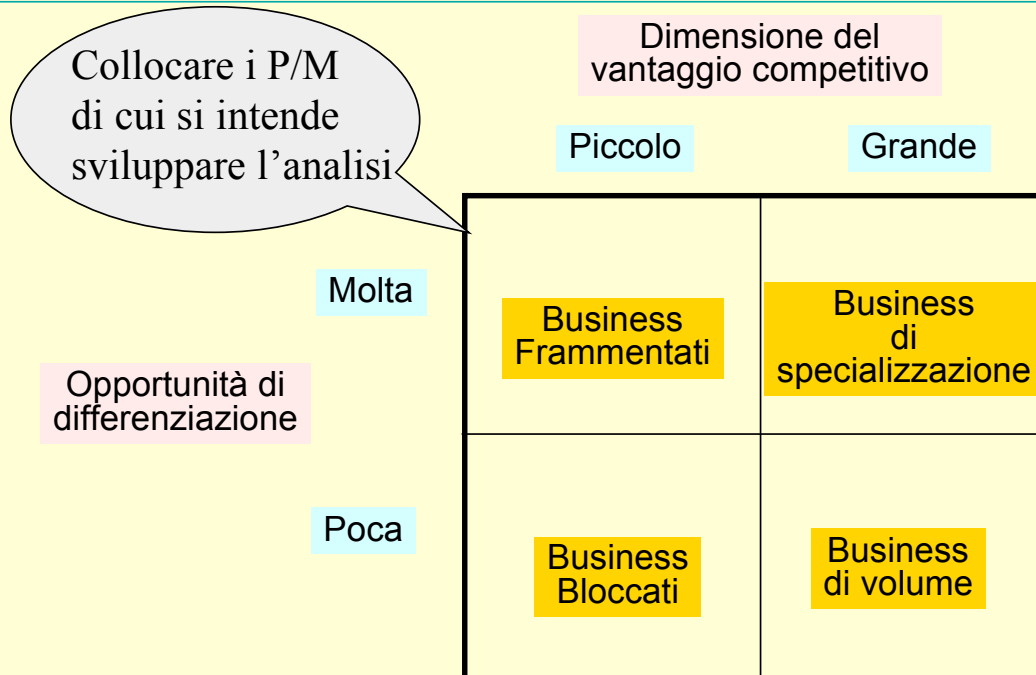 Collocare i P/M
di cui si intende
sviluppare l’analisi
Dimensione del
vantaggio competitivo
Piccolo
Grande
Molta
Business
Frammentati
Business
di
specializzazione
Opportunità di
differenziazione
Poca
Business
Bloccati
Business
di volume